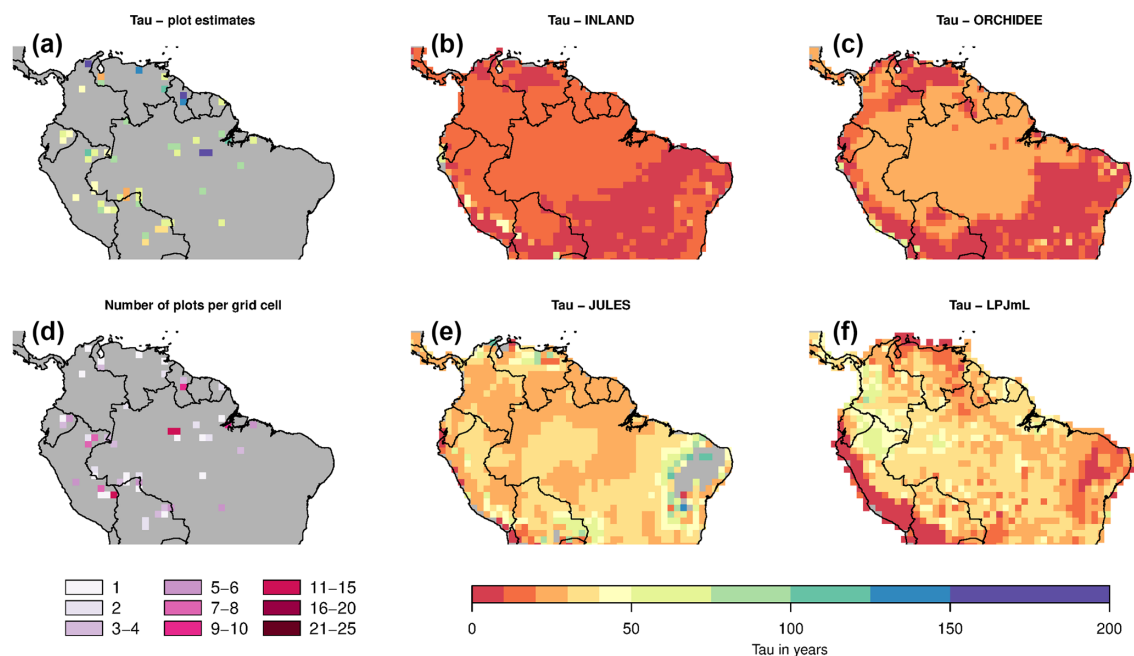 Tau – plot estimates
Tau – INLAND
Tau – ORCHIDEE
(a)
(b)
(c)
Number of plots per grid cell
Tau – JULES
Tau – LPJmL
(d)
(e)
(f)
1
5–6
11–15
2
7–8
16–20
3–4
9–10
21–25
0
50
100
150
200
Tau in years